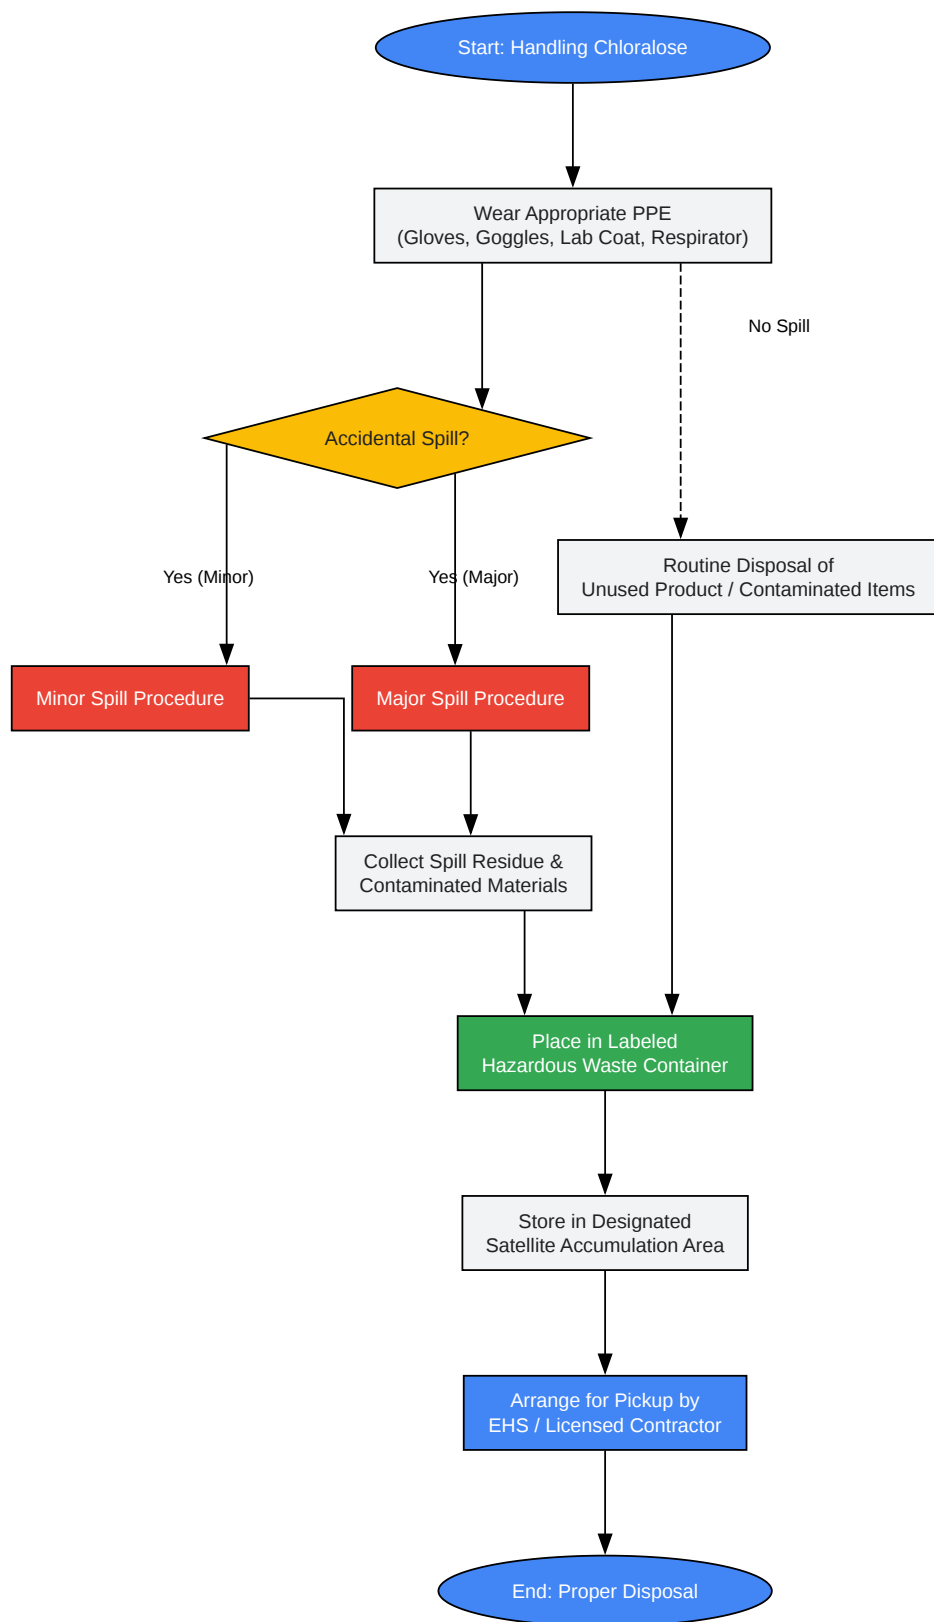 Start: Handling Chloralose
Wear Appropriate PPE
(Gloves, Goggles, Lab Coat, Respirator)
No Spill
Accidental Spill?
Routine Disposal of
Unused Product / Contaminated Items
Yes (Minor)
Yes (Major)
Minor Spill Procedure
Major Spill Procedure
Collect Spill Residue &
Contaminated Materials
Place in Labeled
Hazardous Waste Container
Store in Designated
Satellite Accumulation Area
Arrange for Pickup by
EHS / Licensed Contractor
End: Proper Disposal